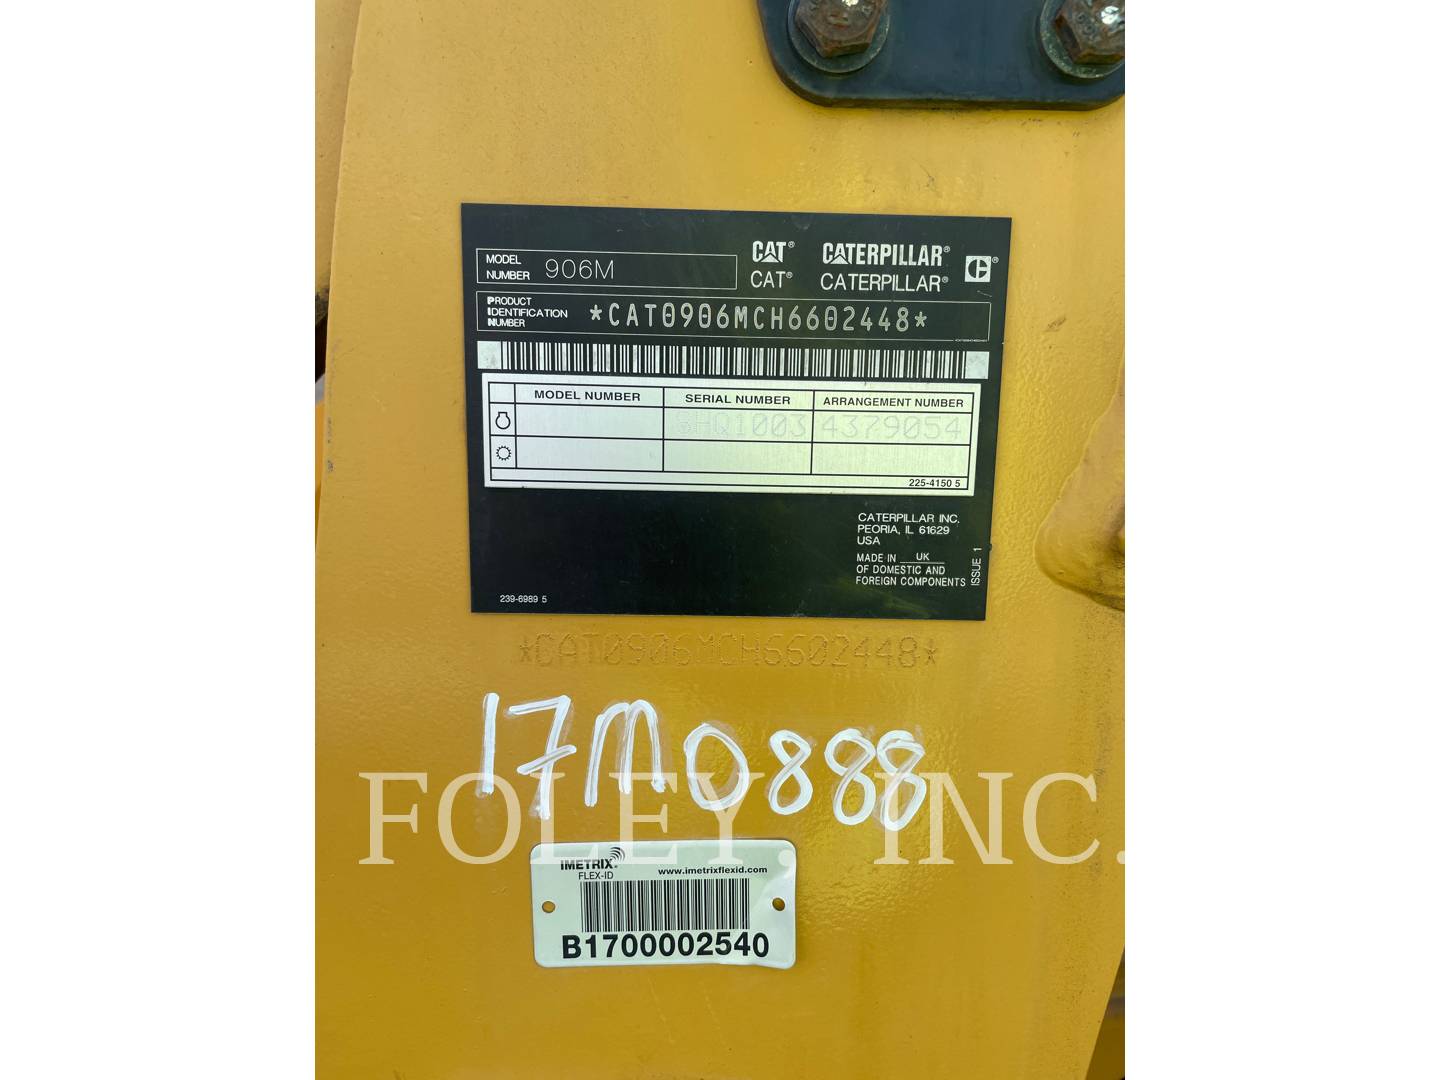 MODEL NUMBER 906M
CAT® CATERPILLAR®
CAT® CATERPILLAR®
PRODUCT
IDENTIFICATION
NUMBER
*CAT0906MCH6602448*
MODEL NUMBER SERIAL NUMBER ARRANGEMENT NUMBER
8HQ1003 4379054
225-4150 5
CATERPILLAR INC.
PEORIA, IL 61629
USA
MADE IN UK
OF DOMESTIC AND
FOREIGN COMPONENTS
ISSUE 1
239-6989 5
*CAT0906MCH6602448*
17M0888
FOLEY, INC.
IMETRIX®
FLEX-ID
www.imetrixflexid.com
B1700002540